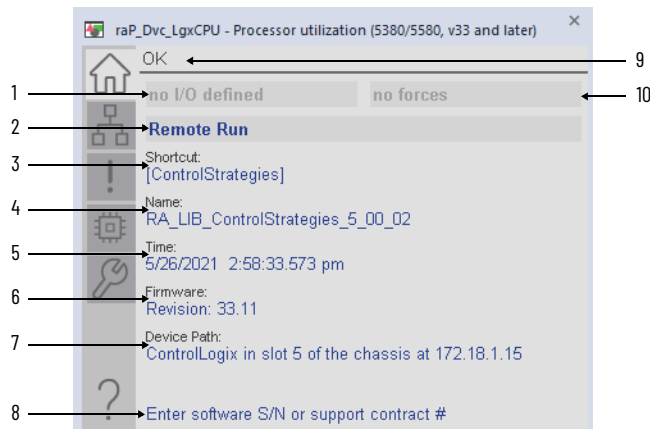 raP_Dvc_LgxCPU - Processor utilization (5380/5580, v33 and later)
OK
9
1
no I/O defined
no forces
10
2
Remote Run
3
Shortcut:
[ControlStrategies]
4
Name:
RA_LIB_ControlStrategies_5_00_02
5
Time:
5/26/2021 2:58:33.573 pm
6
Firmware:
Revision: 33.11
7
Device Path:
ControlLogix in slot 5 of the chassis at 172.18.1.15
8
Enter software S/N or support contract #